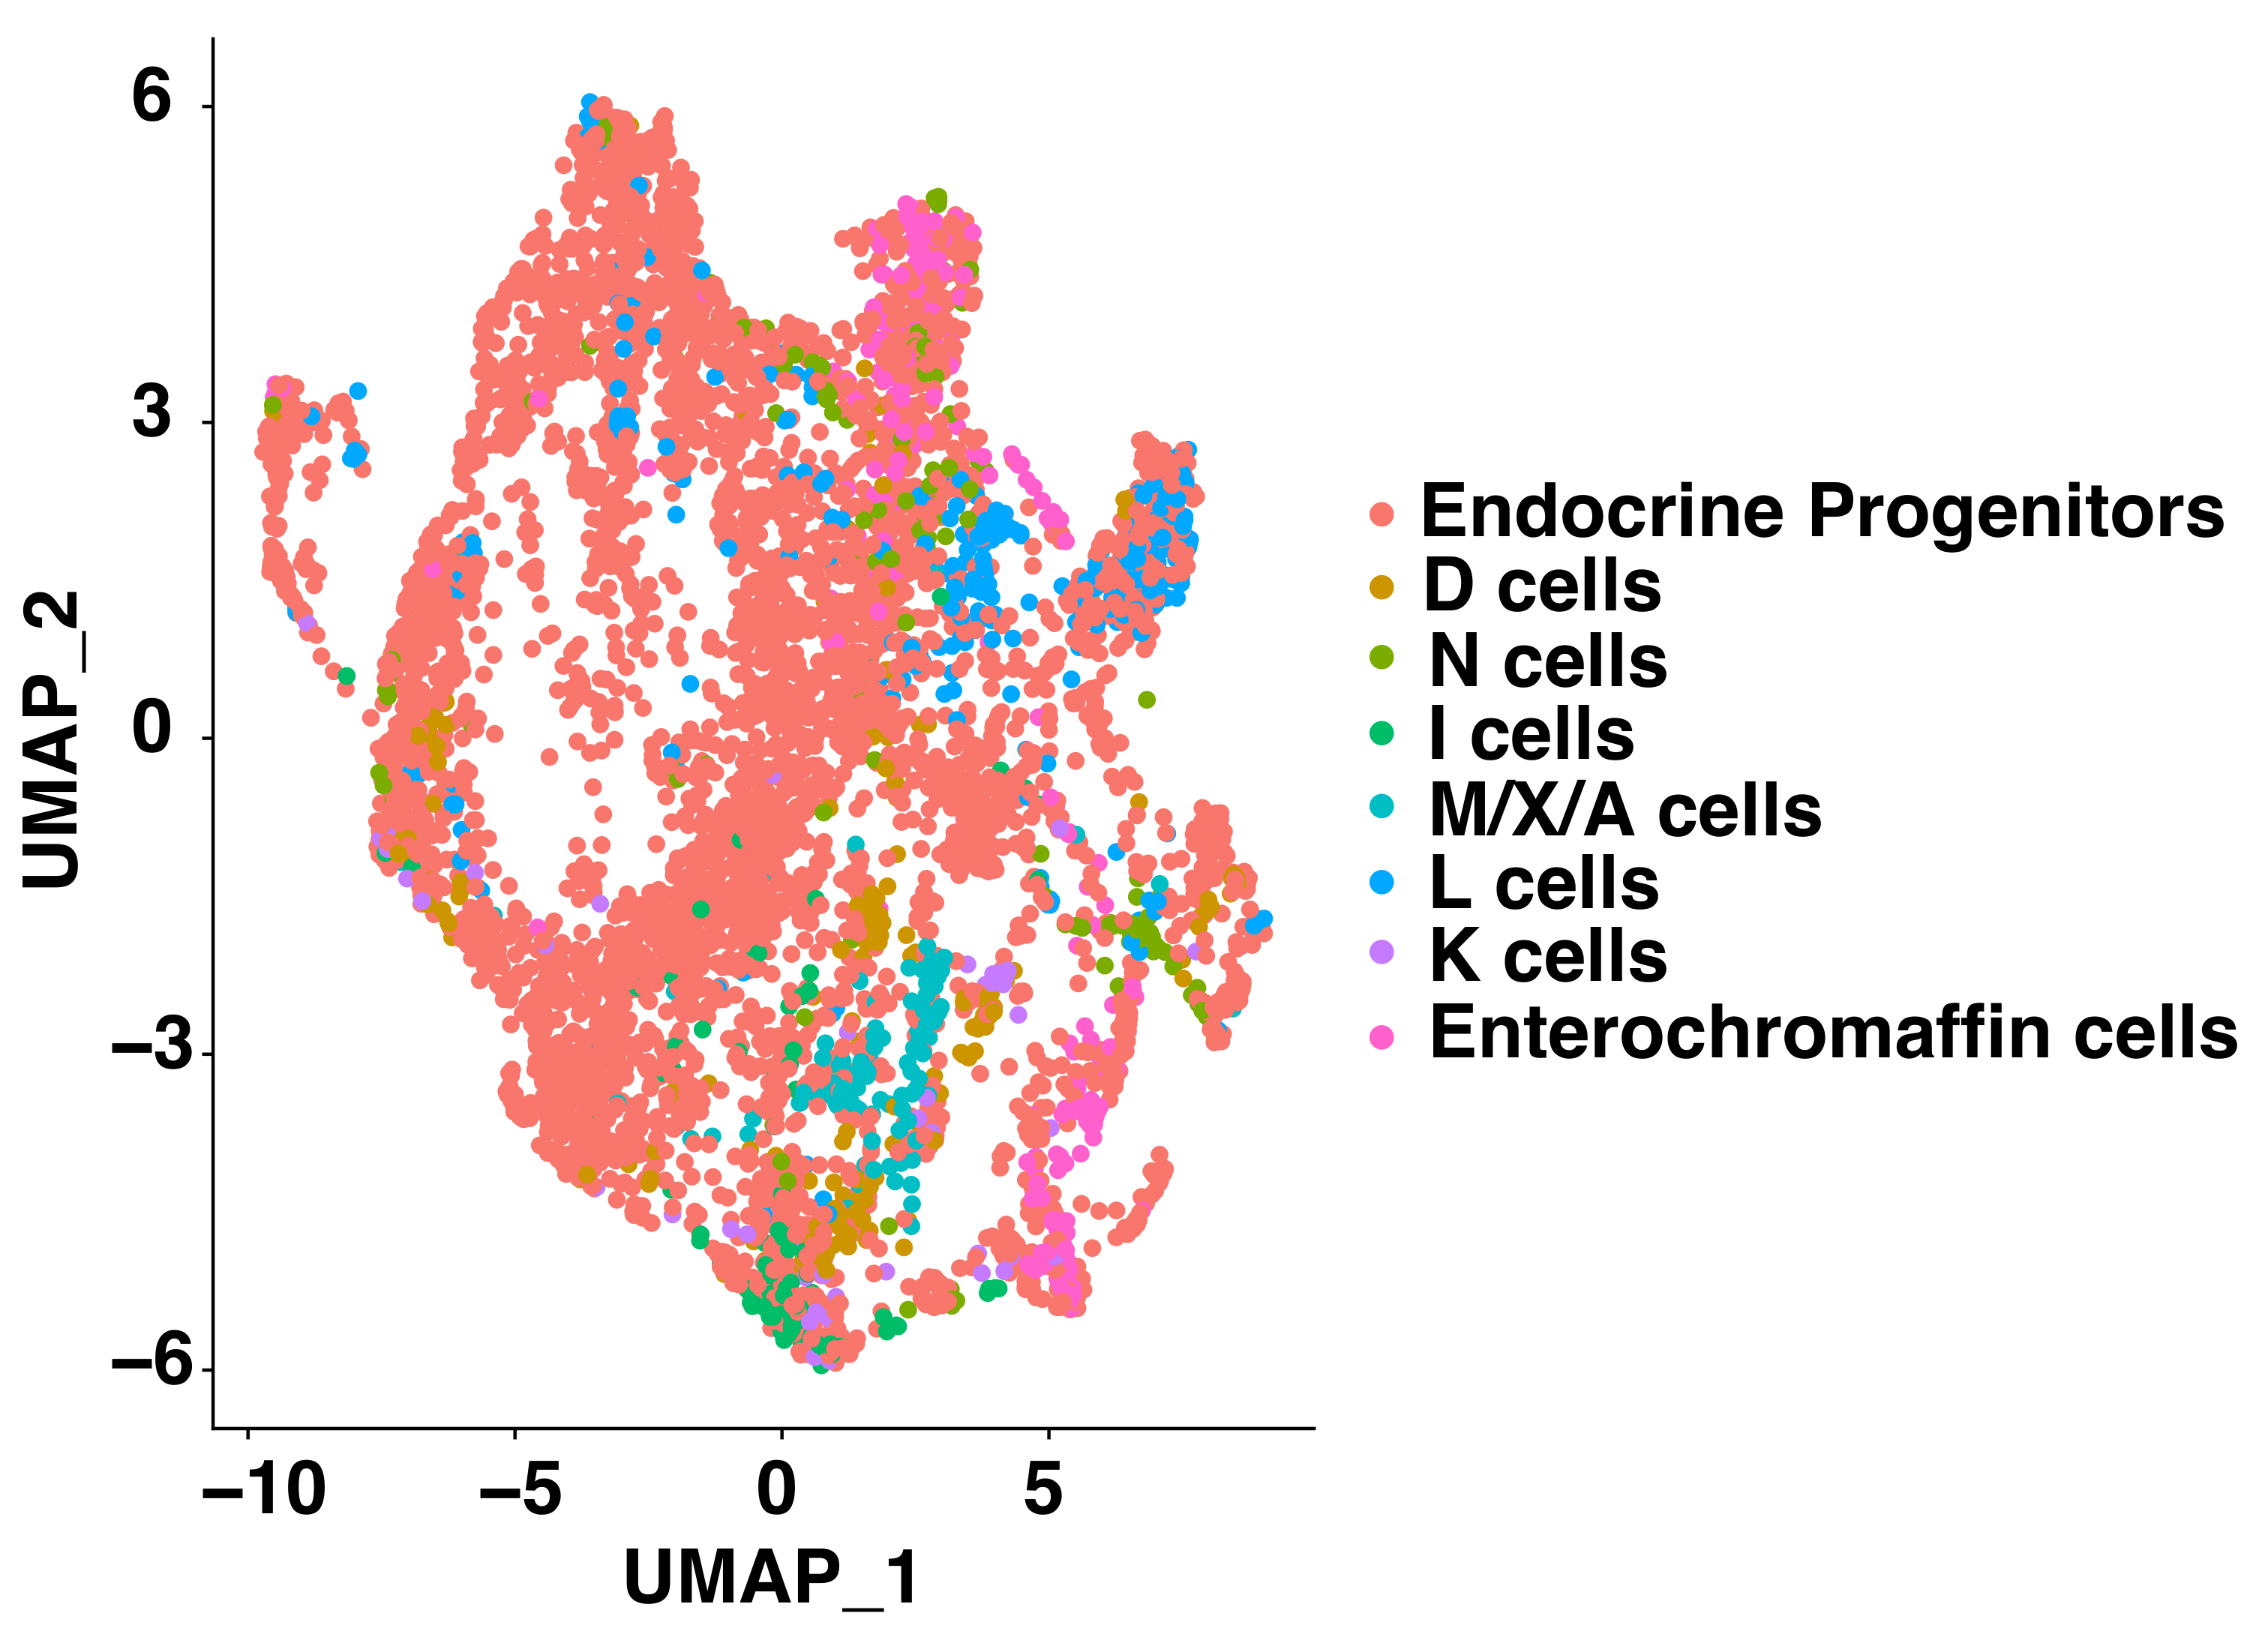 6
3
0
−3
−6
UMAP_2
−10 −5 0 5
UMAP_1
Endocrine Progenitors
D cells
N cells
I cells
M/X/A cells
L cells
K cells
Enterochromaffin cells